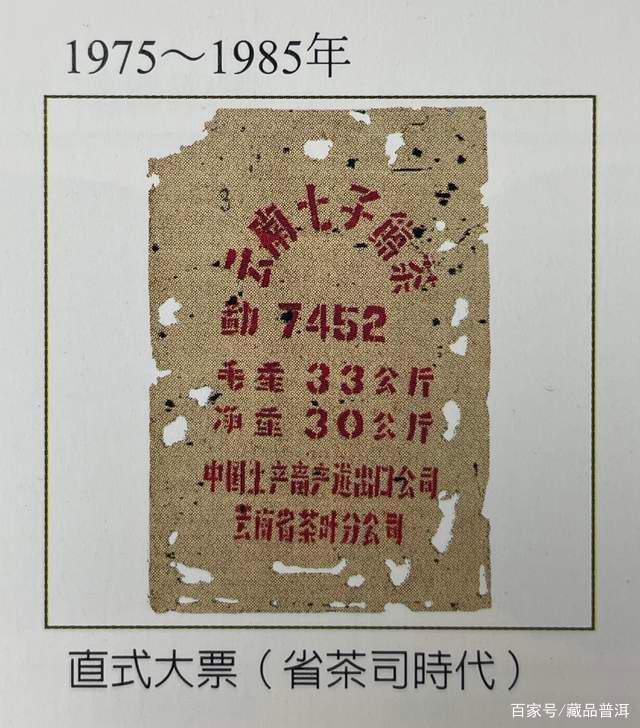 1975～1985年
云南七子饼茶
勐 7452
毛重 33公斤
净重 30公斤
中国土产畜产进出口公司
云南省茶叶分公司
直式大票（省茶司時代）
百家号/藏品普洱